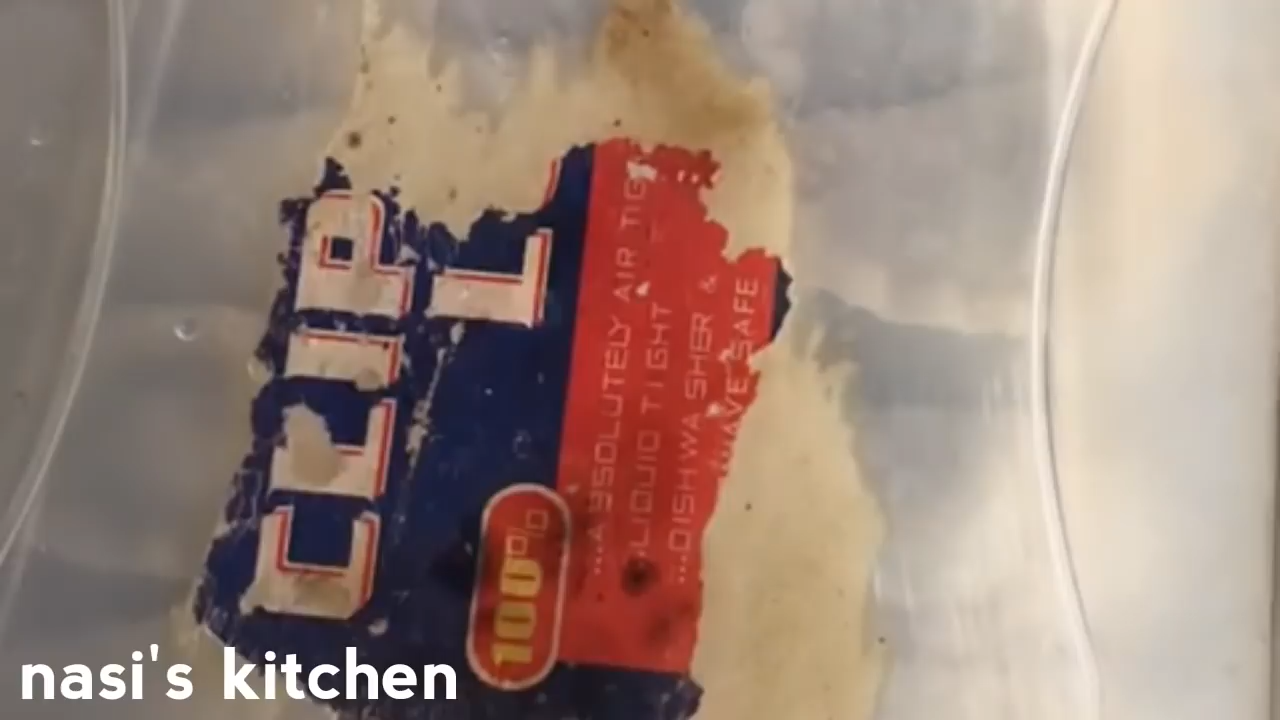 CLIP
L
100%
...ABSOLUTELY AIR TIG
LIQUID TIGHT
...DISHWASHER &
WAVE SAFE
nasi's kitchen